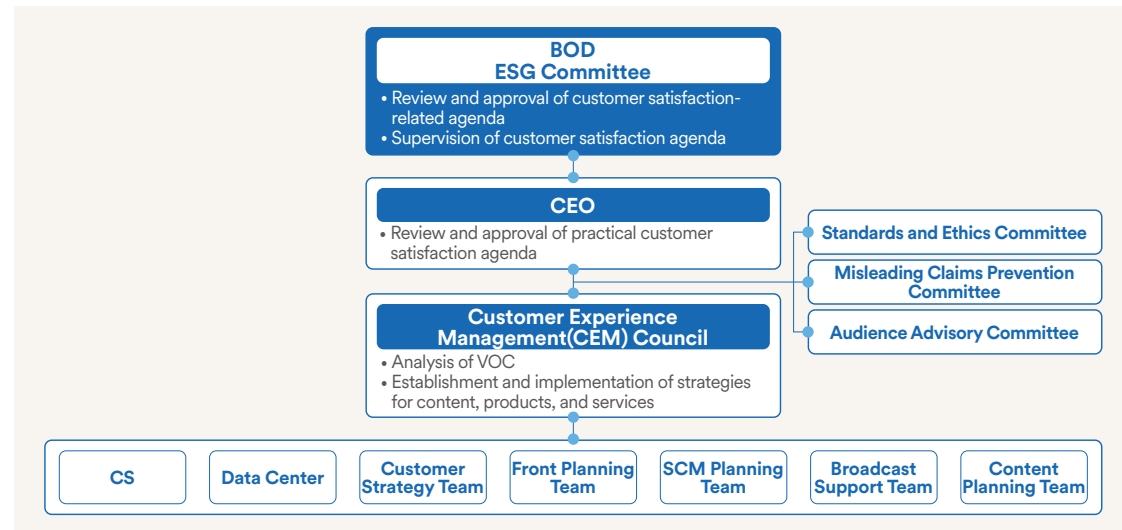 BOD
ESG Committee
• Review and approval of customer satisfaction-
related agenda
• Supervision of customer satisfaction agenda
CEO
• Review and approval of practical customer
satisfaction agenda
Standards and Ethics Committee
Misleading Claims Prevention
Committee
Audience Advisory Committee
Customer Experience
Management(CEM) Council
• Analysis of VOC
• Establishment and implementation of strategies
for content, products, and services
CS
Data Center
Customer
Strategy Team
Front Planning
Team
SCM Planning
Team
Broadcast
Support Team
Content
Planning Team